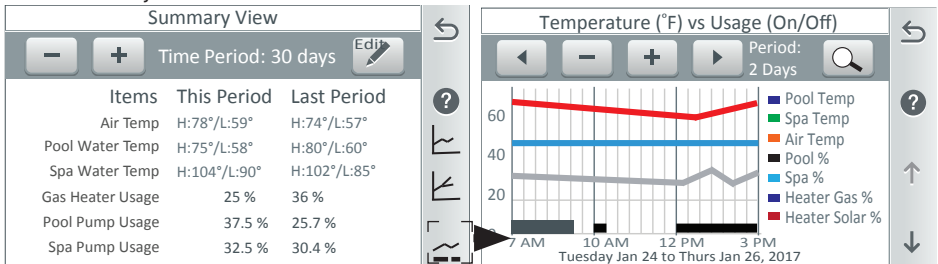 Summary View
Time Period: 30 days
Edit
Items This Period Last Period
Air Temp H:78°/L:59° H:74°/L:57°
Pool Water Temp H:75°/L:58° H:80°/L:60°
Spa Water Temp H:104°/L:90° H:102°/L:85°
Gas Heater Usage 25 % 36 %
Pool Pump Usage 37.5 % 25.7 %
Spa Pump Usage 32.5 % 30.4 %
?
Temperature (°F) vs Usage (On/Off)
Period:
2 Days
60
40
20
0
Pool Temp
Spa Temp
Air Temp
Pool %
Spa %
Heater Gas %
Heater Solar %
7 AM 10 AM 12 PM 3 PM
Tuesday Jan 24 to Thurs Jan 26, 2017
?